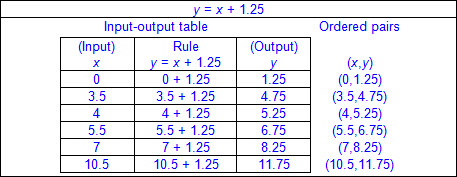 y = x + 1.25
Input-output table Ordered pairs
(Input) Rule (Output)
x y = x + 1.25 y (x,y)
0 0 + 1.25 1.25 (0,1.25)
3.5 3.5 + 1.25 4.75 (3.5,4.75)
4 4 + 1.25 5.25 (4,5.25)
5.5 5.5 + 1.25 6.75 (5.5,6.75)
7 7 + 1.25 8.25 (7,8.25)
10.5 10.5 + 1.25 11.75 (10.5,11.75)